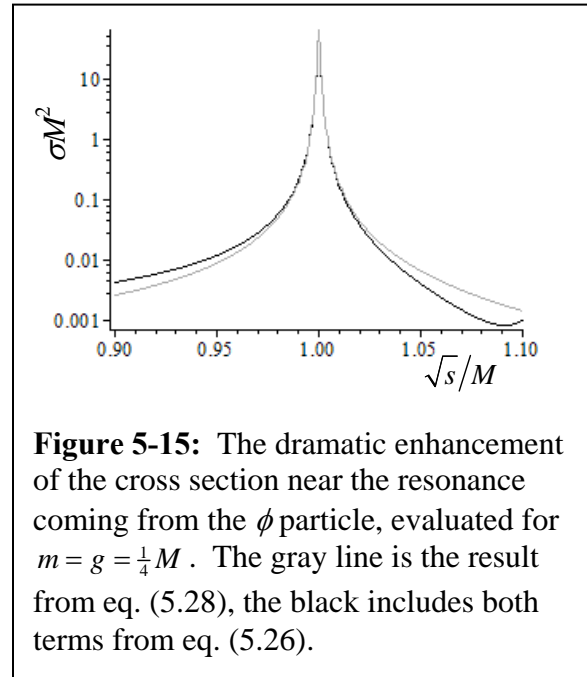 10
1
0.1
0.01
0.001
σM²
0.90 0.95 1.00 1.05 1.10
√s/M
Figure 5-15: The dramatic enhancement
of the cross section near the resonance
coming from the ϕ particle, evaluated for
m = g = ¼M . The gray line is the result
from eq. (5.28), the black includes both
terms from eq. (5.26).